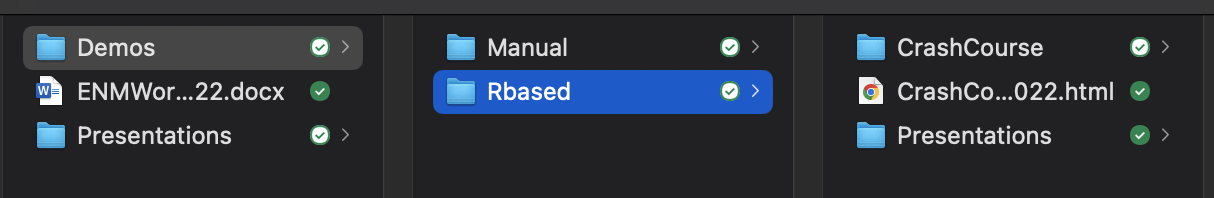 Demos
ENMWor...22.docx
Presentations
Manual
Rbased
CrashCourse
CrashCo...022.html
Presentations